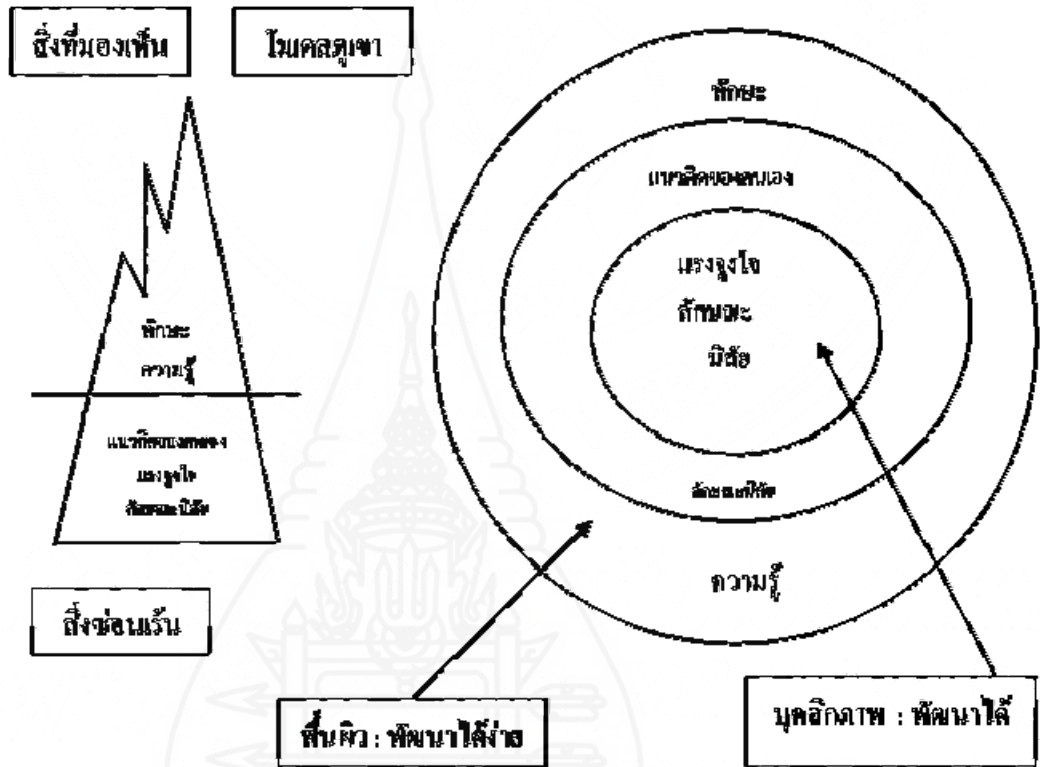 สิ่งที่มองเห็น
โมเดลภูเขา
ทักษะ
ความรู้
แนวคิดของตนเอง
แรงจูงใจ
ลักษณะนิสัย
สิ่งซ่อนเร้น
ทักษะ
แนวคิดของตนเอง
แรงจูงใจ
ลักษณะ
นิสัย
ลักษณะนิสัย
ความรู้
พื้นผิว : พัฒนาได้ง่าย
บุคลิกภาพ : พัฒนาได้